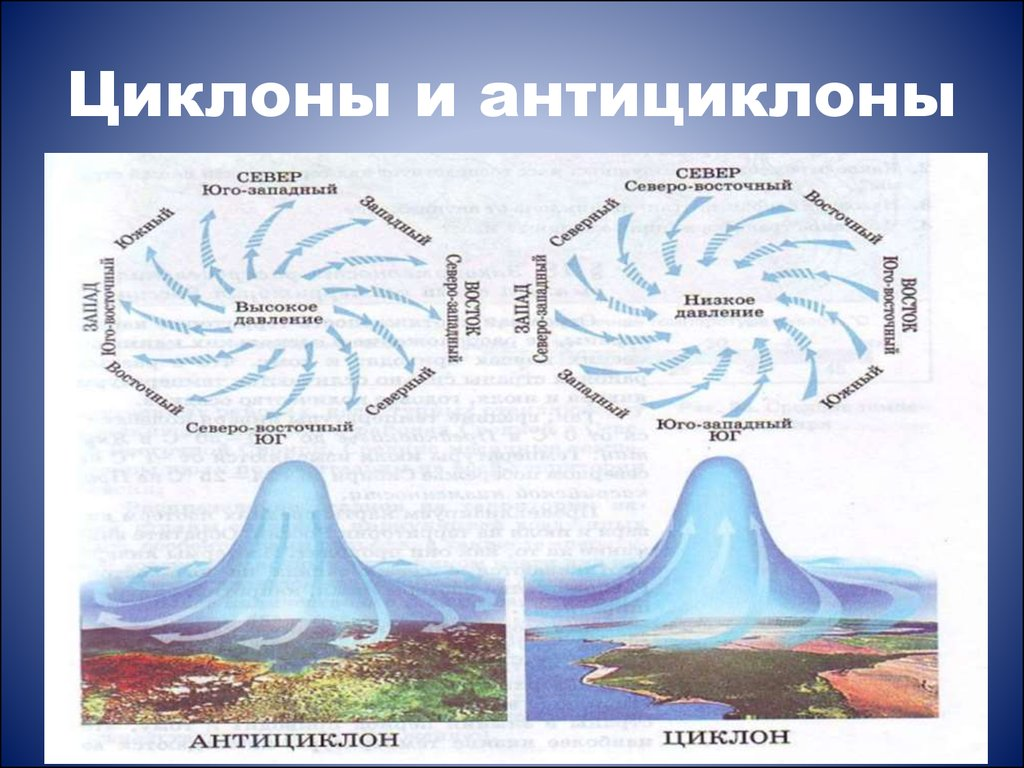 Циклоны и антициклоны
СЕВЕР
Юго-западный
Западный
ВОСТОК
Северо-западный
Северный
Северо-восточный
ЮГ
Восточный
ЗАПАД
Юго-восточный
Южный
Высокое
давление
СЕВЕР
Северо-восточный
Восточный
ВОСТОК
Юго-восточный
Южный
Юго-западный
ЮГ
Западный
ЗАПАД
Северо-западный
Северный
Низкое
давление
АНТИЦИКЛОН
ЦИКЛОН